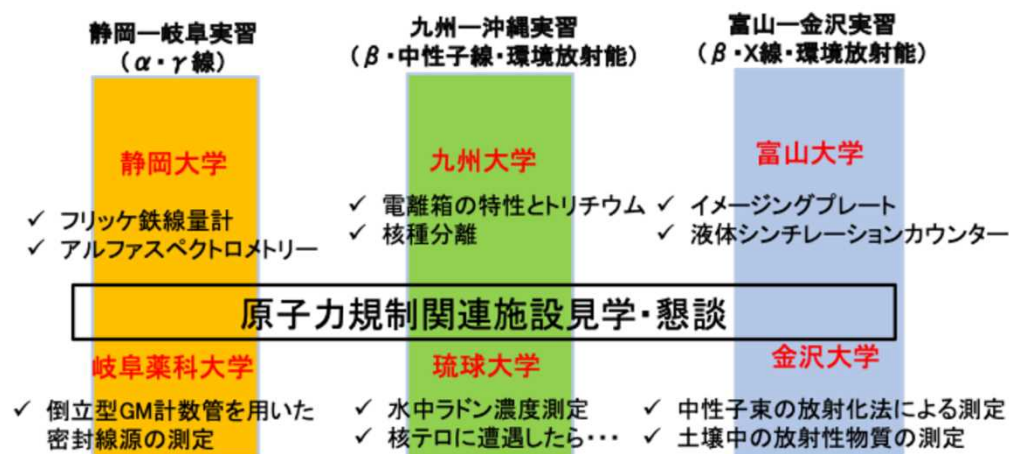 静岡ー岐阜実習
（α・γ線）
静岡大学
✓ フリッケ鉄線量計
✓ アルファスペクトロメトリー
九州ー沖縄実習
（β・中性子線・環境放射能）
九州大学
✓ 電離箱の特性とトリチウム
✓ 核種分離
富山ー金沢実習
（β・X線・環境放射能）
富山大学
✓ イメージングプレート
✓ 液体シンチレーションカウンター
原子力規制関連施設見学・懇談
岐阜薬科大学
✓ 倒立型GM計数管を用いた
密封線源の測定
琉球大学
✓ 水中ラドン濃度測定
✓ 核テロに遭遇したら・・・
金沢大学
✓ 中性子束の放射化法による測定
✓ 土壌中の放射性物質の測定